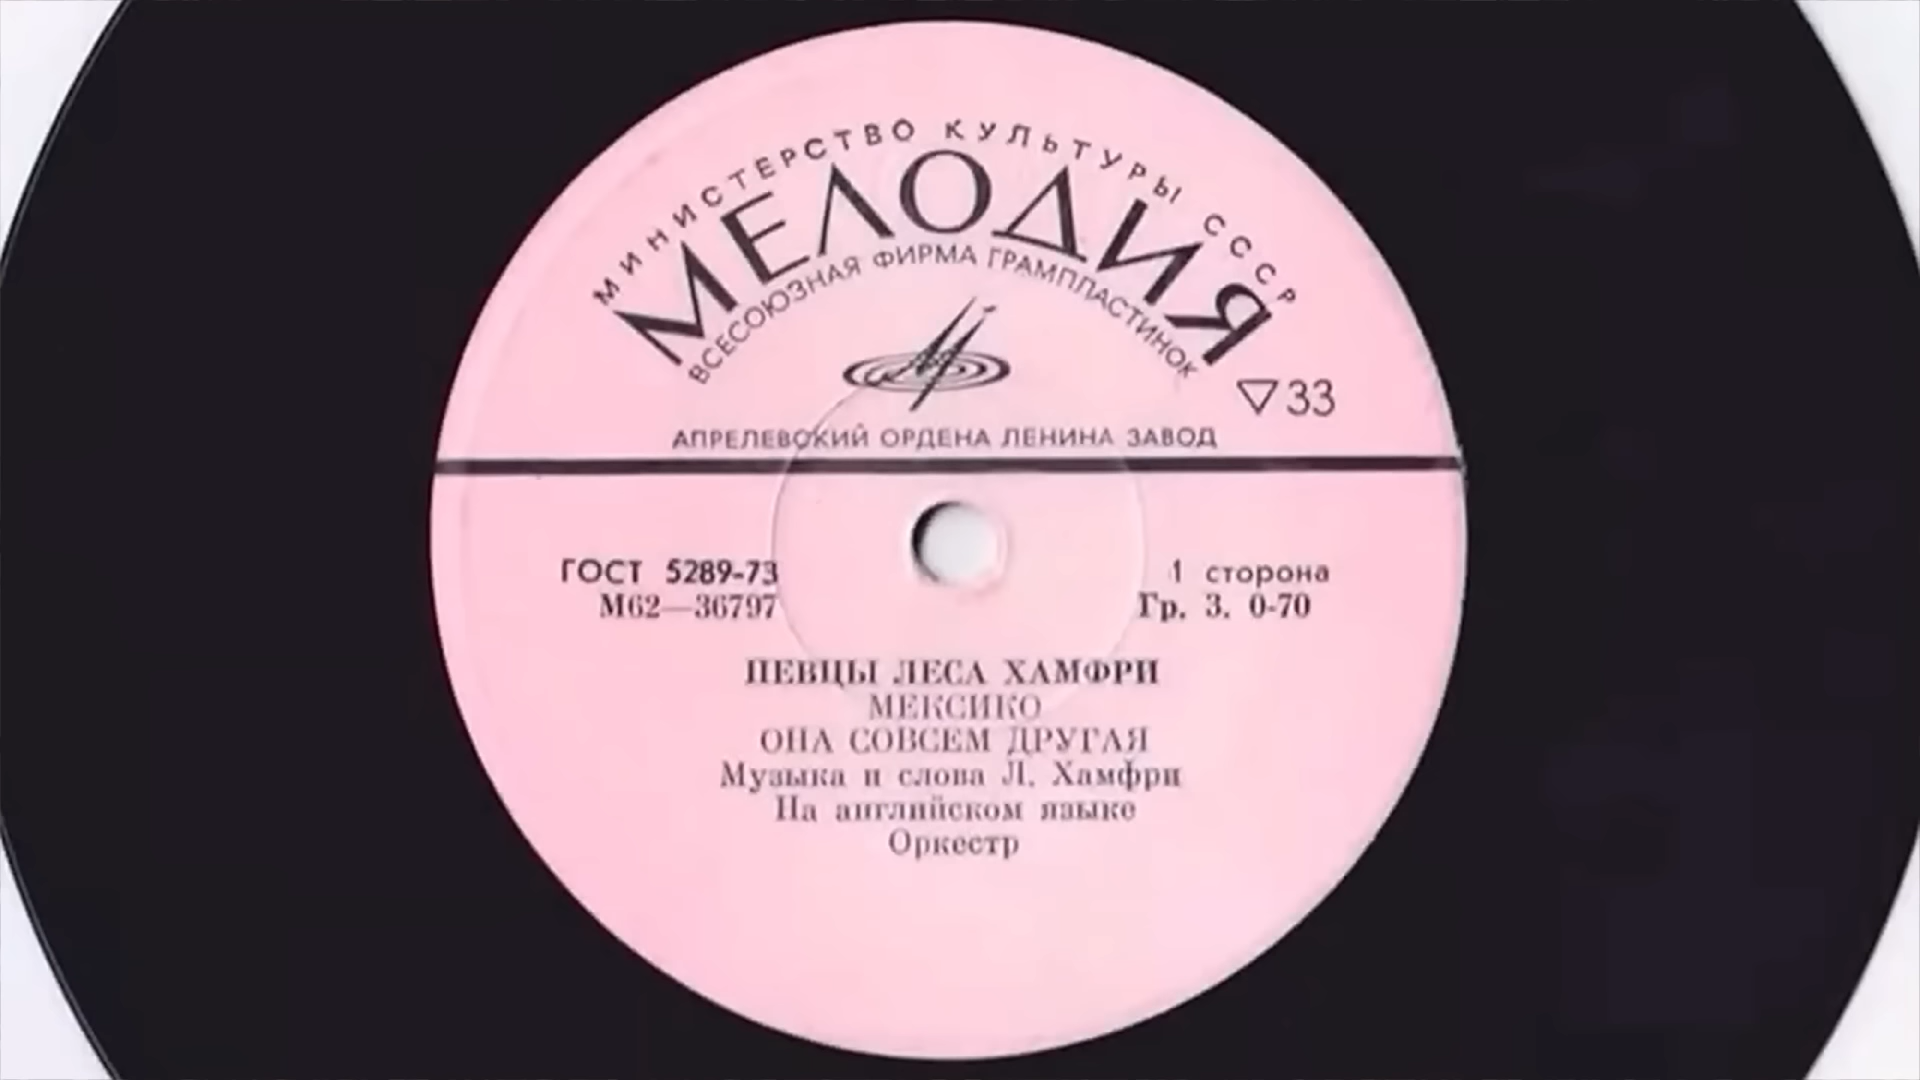 МИНИСТЕРСТВО КУЛЬТУРЫ СССР
МЕЛОДИЯ
ВСЕСОЮЗНАЯ ФИРМА ГРАМПЛАСТИНОК
▽33
АПРЕЛЕВСКИЙ ОРДЕНА ЛЕНИНА ЗАВОД
ГОСТ 5289-73
1 сторона
М62—36797
Гр. 3. 0-70
ПЕВЦЫ ЛЕСА ХАМФРИ
МЕКСИКО
ОНА СОВСЕМ ДРУГАЯ
Музыка и слова Л. Хамфри
На английском языке
Оркестр